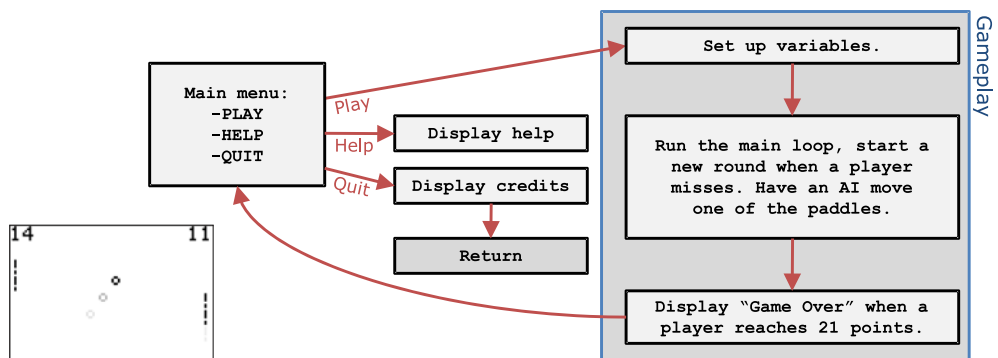 Main menu:
-PLAY
-HELP
-QUIT
Play
Help
Quit
Display help
Display credits
Return
Gameplay
Set up variables.
Run the main loop, start a
new round when a player
misses. Have an AI move
one of the paddles.
Display “Game Over” when a
player reaches 21 points.
14 11